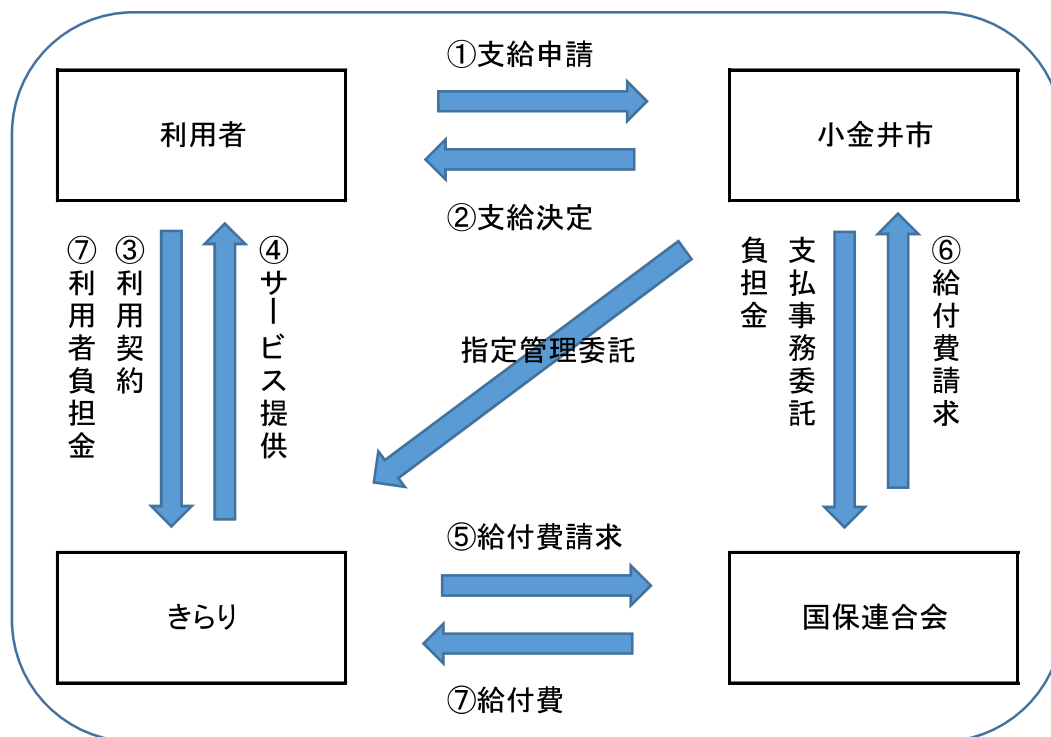 ①支給申請
利用者
小金井市
②支給決定
⑦利用者負担金
③利用契約
④サービス提供
負担金
支払事務委託
⑥給付費請求
指定管理委託
⑤給付費請求
きらり
国保連合会
⑦給付費